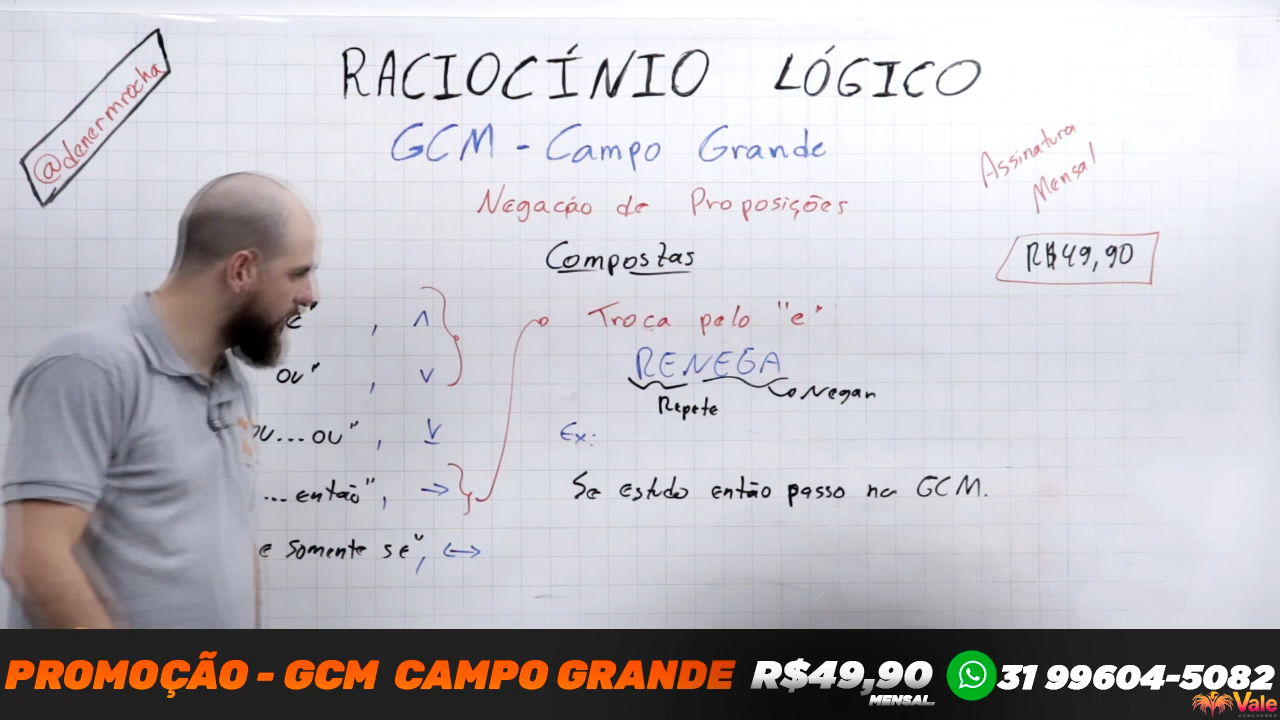 @danermrocha
RACIOCÍNIO LÓGICO
GCM - Campo Grande
Negação de Proposições
Compostas
Assinatura
Mensal
R$49,90
e" , ∧
ou" , ∨
ou...ou" , ⊻
... então", →
e somente se", ↔
Troca pelo "e"
RENEGA
Repete
Negar
Ex:
Se estudo então passo na GCM.
PROMOÇÃO - GCM CAMPO GRANDE R$49,90 31 99604-5082
MENSAL.
Vale